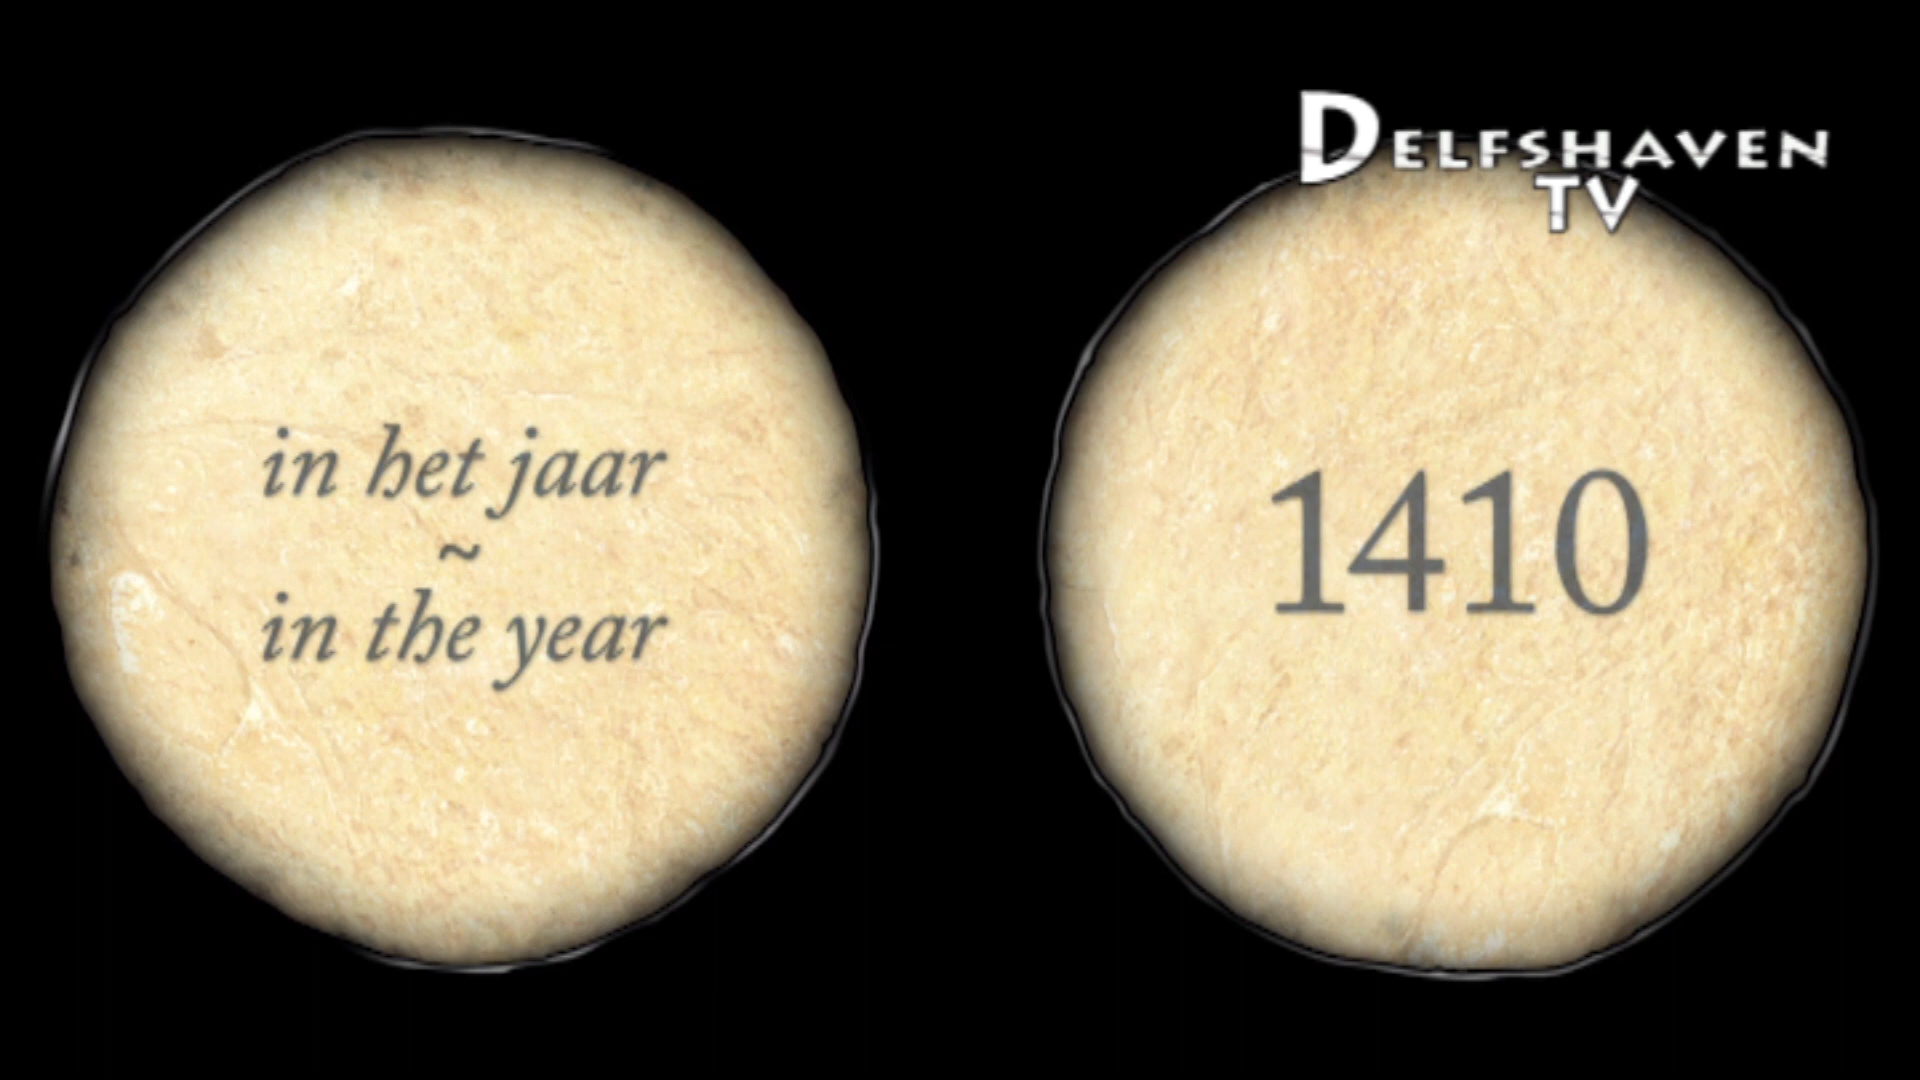 in het jaar
~
in the year
1410
DELFSHAVEN
TV